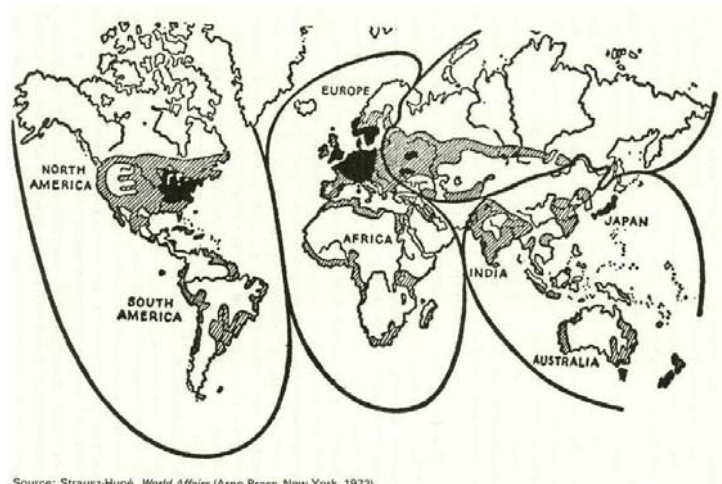 EUROPE
NORTH
AMERICA
AFRICA
JAPAN
INDIA
SOUTH
AMERICA
AUSTRALIA
Source: Strausz-Hupé, World Affairs (Arno Press, New York, 1972)